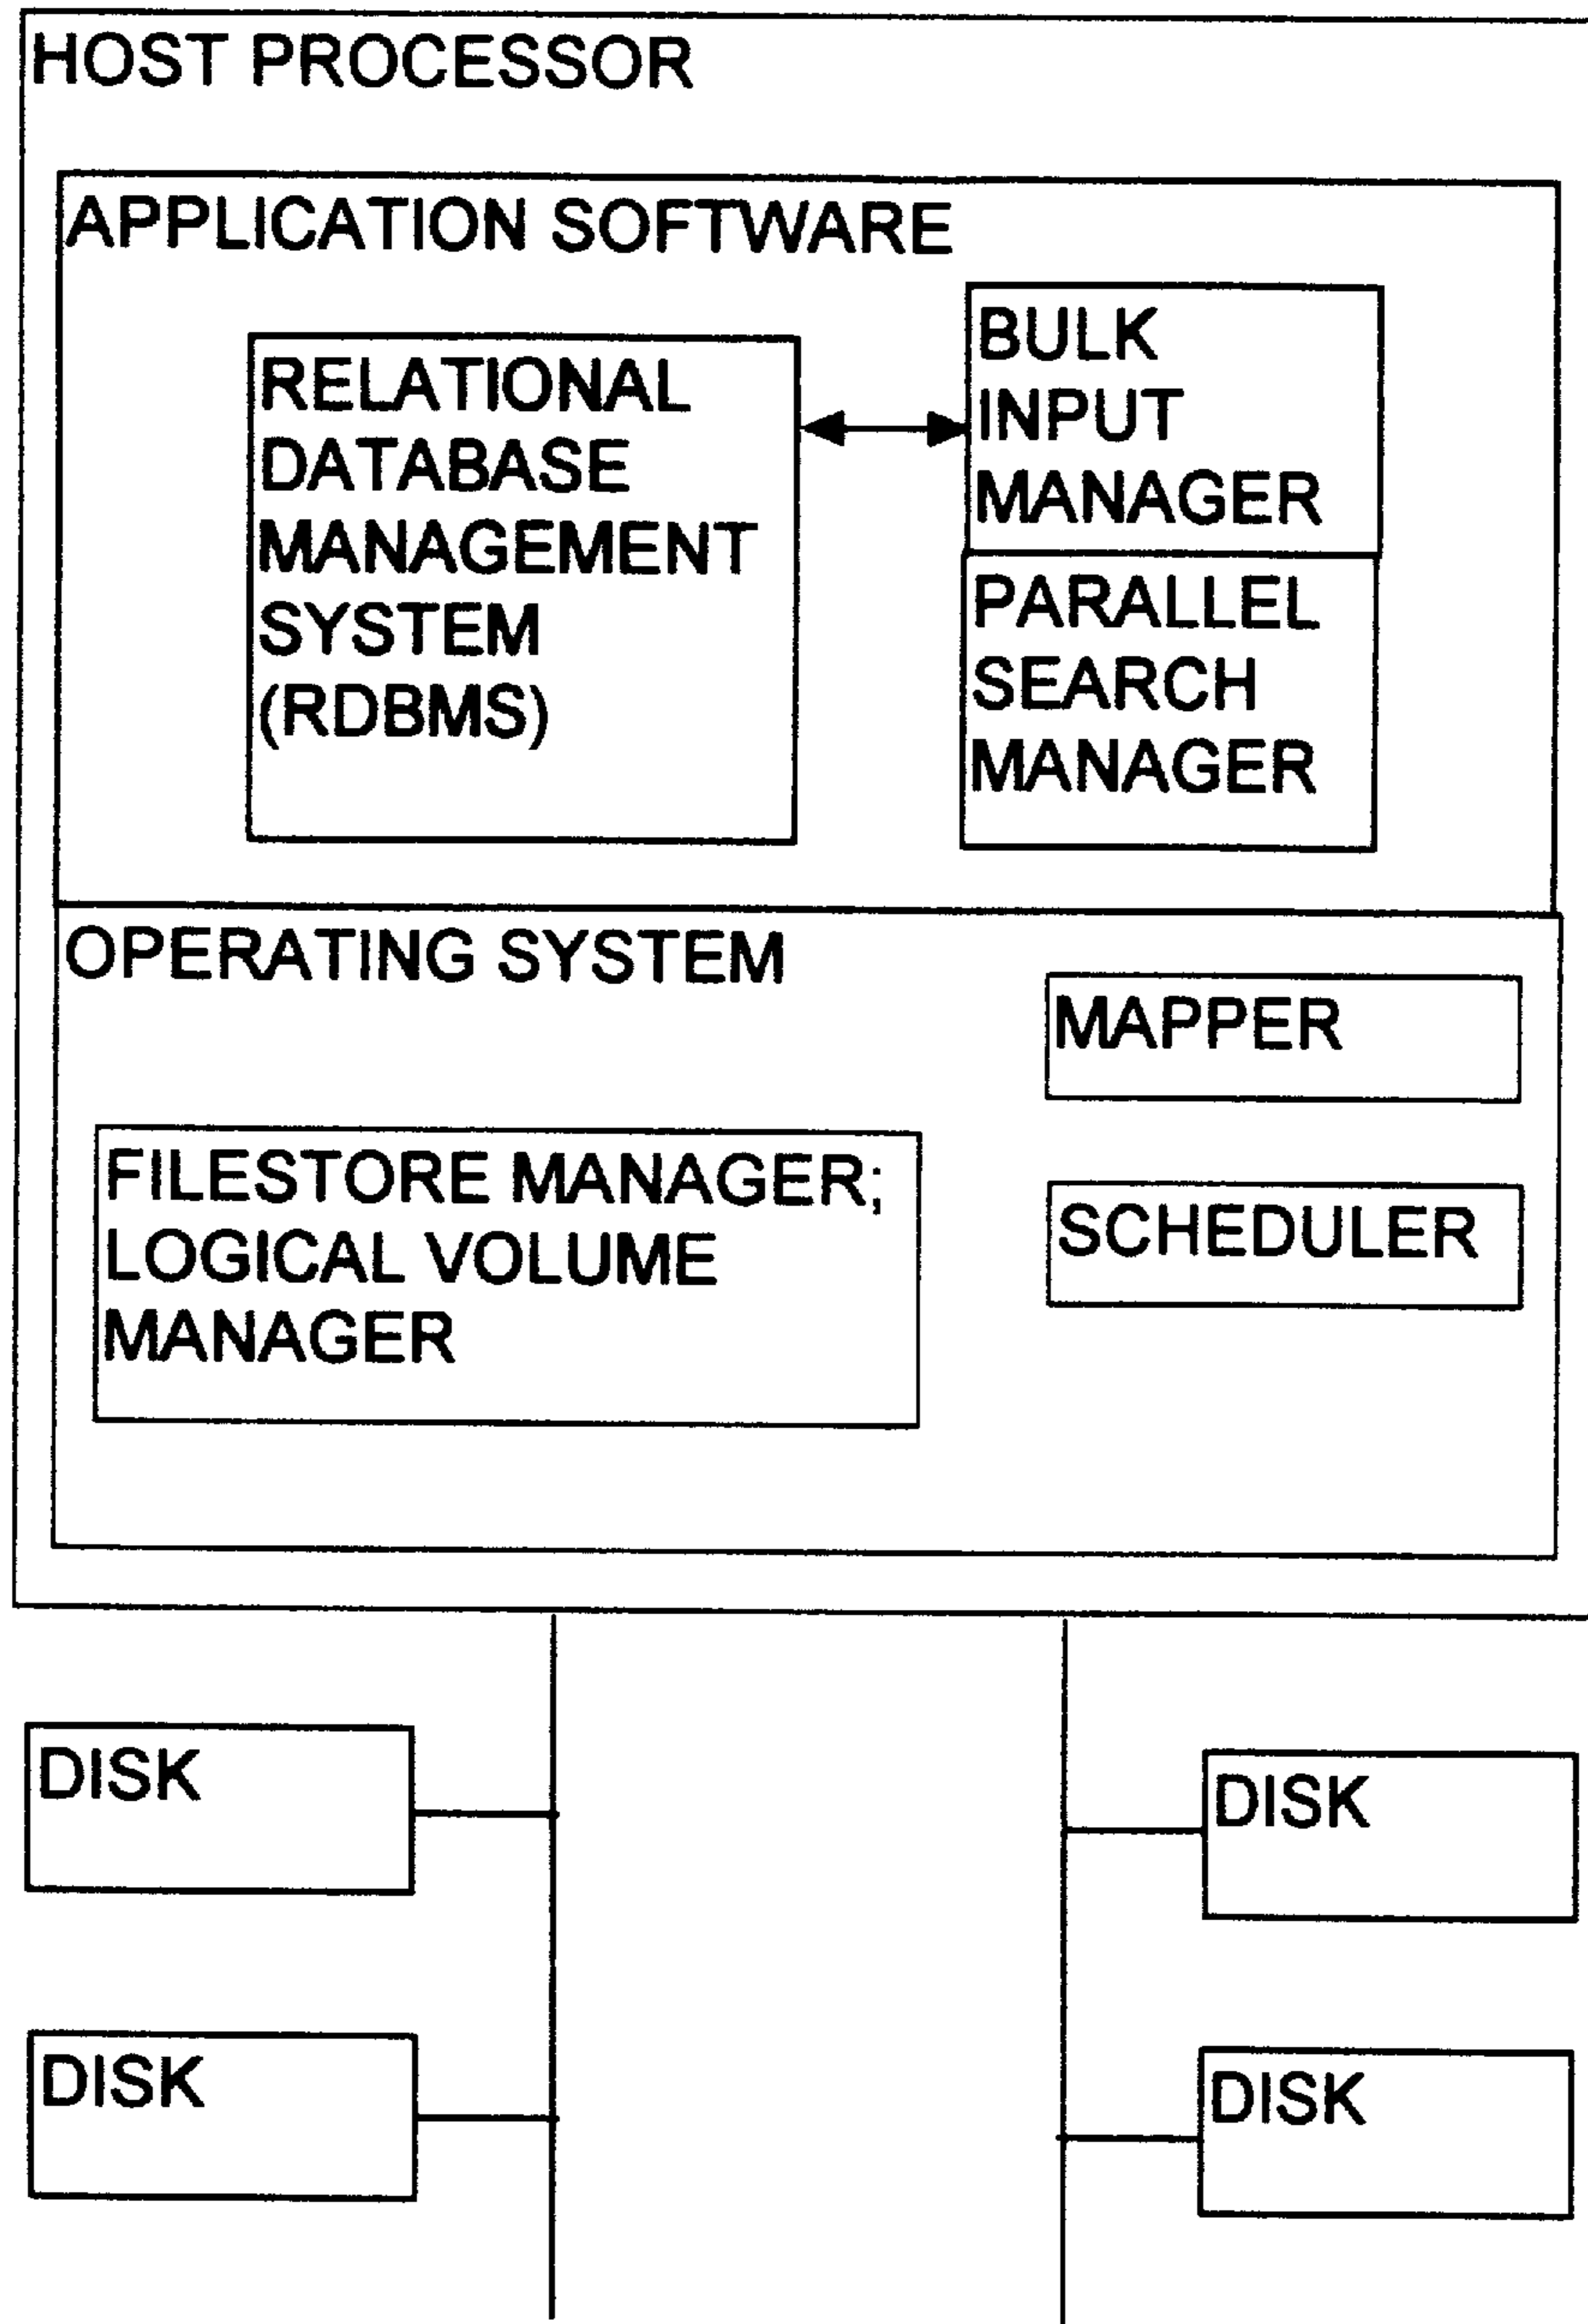 HOST PROCESSOR
APPLICATION SOFTWARE
RELATIONAL
DATABASE
MANAGEMENT
SYSTEM
(RDBMS)
BULK
INPUT
MANAGER
PARALLEL
SEARCH
MANAGER
OPERATING SYSTEM
MAPPER
FILESTORE MANAGER;
LOGICAL VOLUME
MANAGER
SCHEDULER
DISK
DISK
DISK
DISK